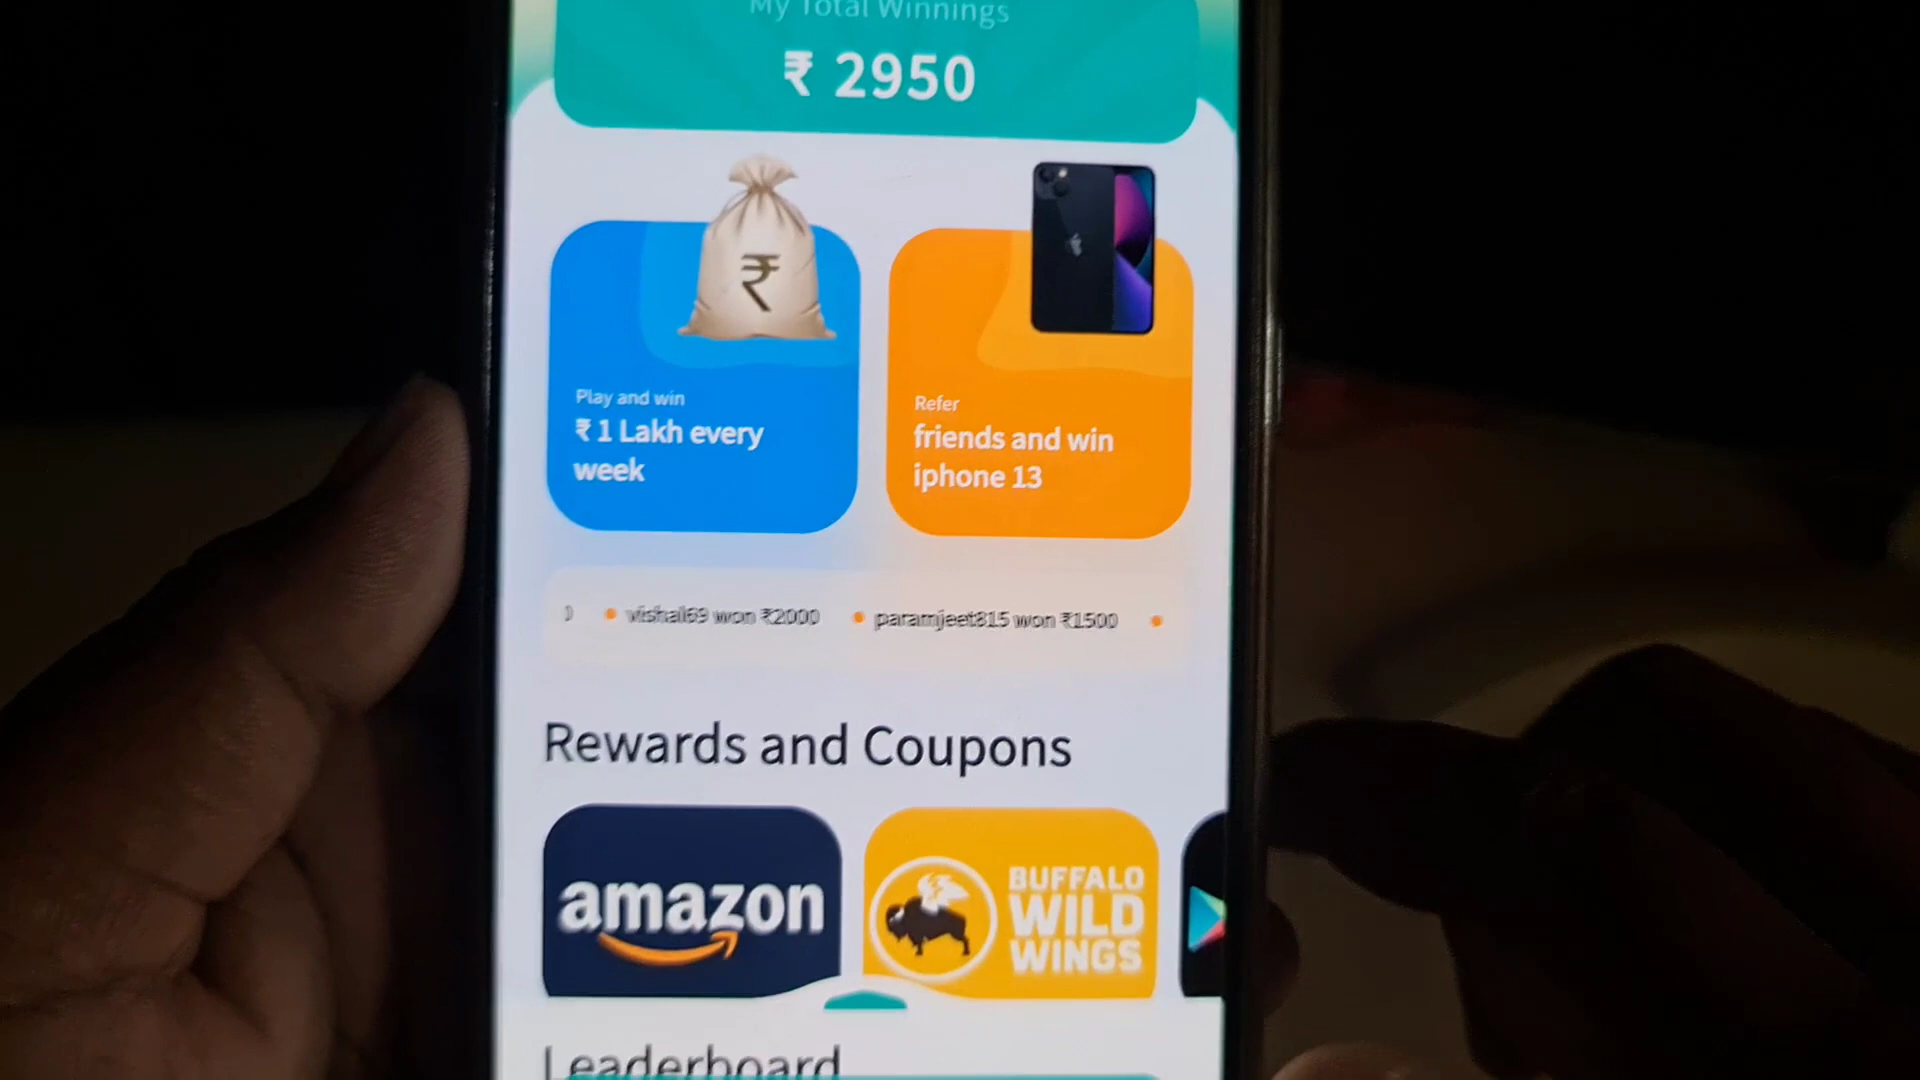 My Total Winnings
₹ 2950
₹
Play and win
₹ 1 Lakh every
week
Refer
friends and win
iphone 13
vishal69 won ₹2000
paramjeet815 won ₹1500
Rewards and Coupons
amazon
BUFFALO
WILD
WINGS
Leaderboard